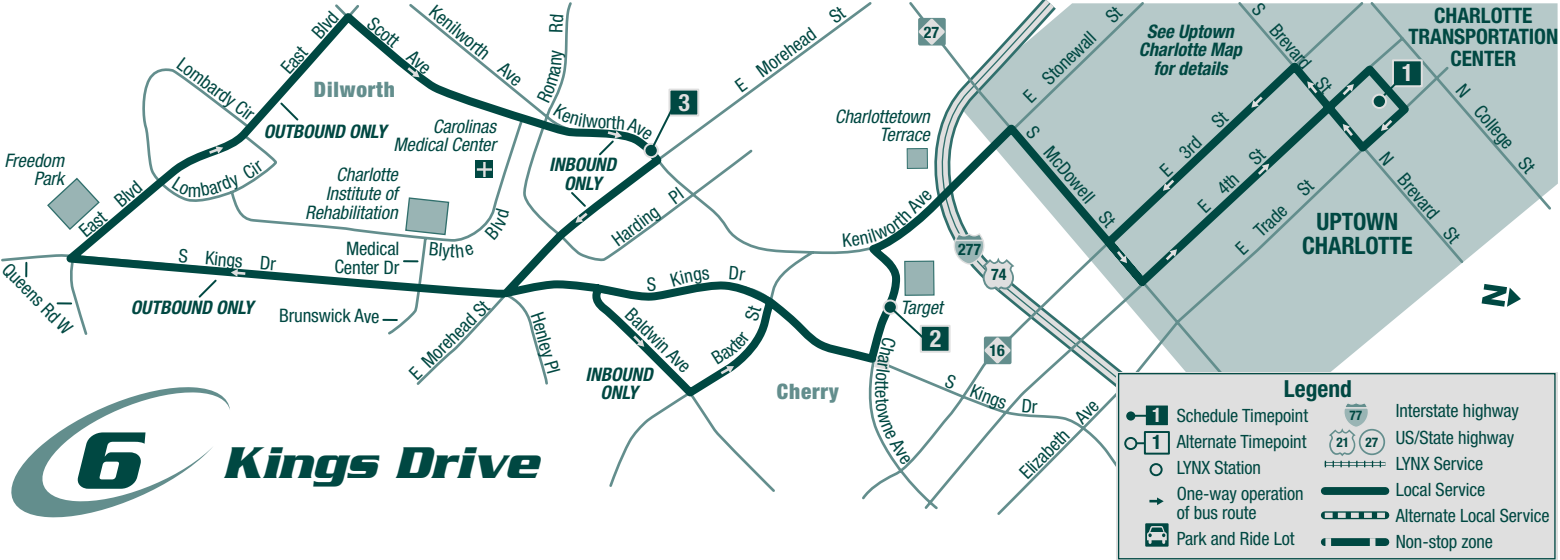 East Blvd
Scott Ave
Kenilworth Ave
Romany Rd
E Morehead St
27
E Stonewall St
See Uptown
Charlotte Map
for details
S Brevard St
CHARLOTTE
TRANSPORTATION
CENTER
1
N College St
Lombardy Cir
Dilworth
OUTBOUND ONLY
Carolinas
Medical Center
Kenilworth Ave
3
INBOUND
ONLY
Charlottetown
Terrace
S McDowell St
E 3rd St
E 4th St
E Trade St
N Brevard St
UPTOWN
CHARLOTTE
Freedom
Park
East Blvd
Lombardy Cir
Charlotte
Institute of
Rehabilitation
Blythe Blvd
Harding Pl
Kenilworth Ave
277
74
N
Queens Rd W
S Kings Dr
OUTBOUND ONLY
Medical
Center Dr
Brunswick Ave
E Morehead St
Henley Pl
S Kings Dr
Baldwin Ave
Baxter St
INBOUND
ONLY
Cherry
Target
2
Charlottetowne Ave
16
S Kings Dr
Elizabeth Ave
6 Kings Drive
Legend
1 Schedule Timepoint
1 Alternate Timepoint
LYNX Station
One-way operation
of bus route
Park and Ride Lot
77 Interstate highway
21 27 US/State highway
LYNX Service
Local Service
Alternate Local Service
Non-stop zone